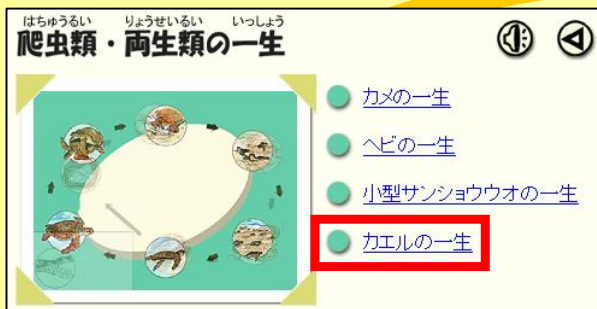 はちゅうるい りょうせいるい いっしょう
爬虫類・両生類の一生
カメの一生
ヘビの一生
小型サンショウウオの一生
カエルの一生